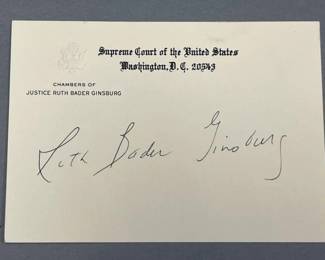 Supreme Court of the United States
Washington, D.C. 20543
CHAMBERS OF
JUSTICE RUTH BADER GINSBURG
Ruth Bader Ginsburg